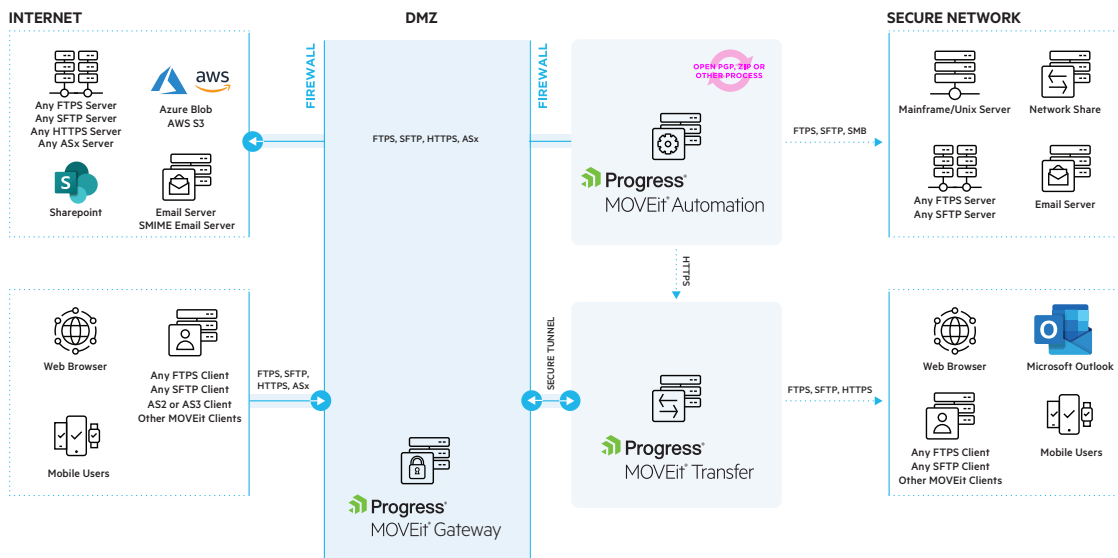 INTERNET
DMZ
SECURE NETWORK
FIREWALL
FIREWALL
Any FTPS Server
Any SFTP Server
Any HTTPS Server
Any ASx Server
aws
Azure Blob
AWS S3
S
Sharepoint
Email Server
SMIME Email Server
FTPS, SFTP, HTTPS, ASx
OPEN PGP, ZIP OR
OTHER PROCESS
Progress®
MOVEit® Automation
FTPS, SFTP, SMB
Mainframe/Unix Server
Network Share
Any FTPS Server
Any SFTP Server
Email Server
HTTPS
Web Browser
Any FTPS Client
Any SFTP Client
AS2 or AS3 Client
Other MOVEit Clients
Mobile Users
FTPS, SFTP,
HTTPS, ASx
Progress®
MOVEit® Gateway
SECURE TUNNEL
Progress®
MOVEit® Transfer
FTPS, SFTP, HTTPS
Web Browser
O
Microsoft Outlook
Any FTPS Client
Any SFTP Client
Other MOVEit Clients
Mobile Users